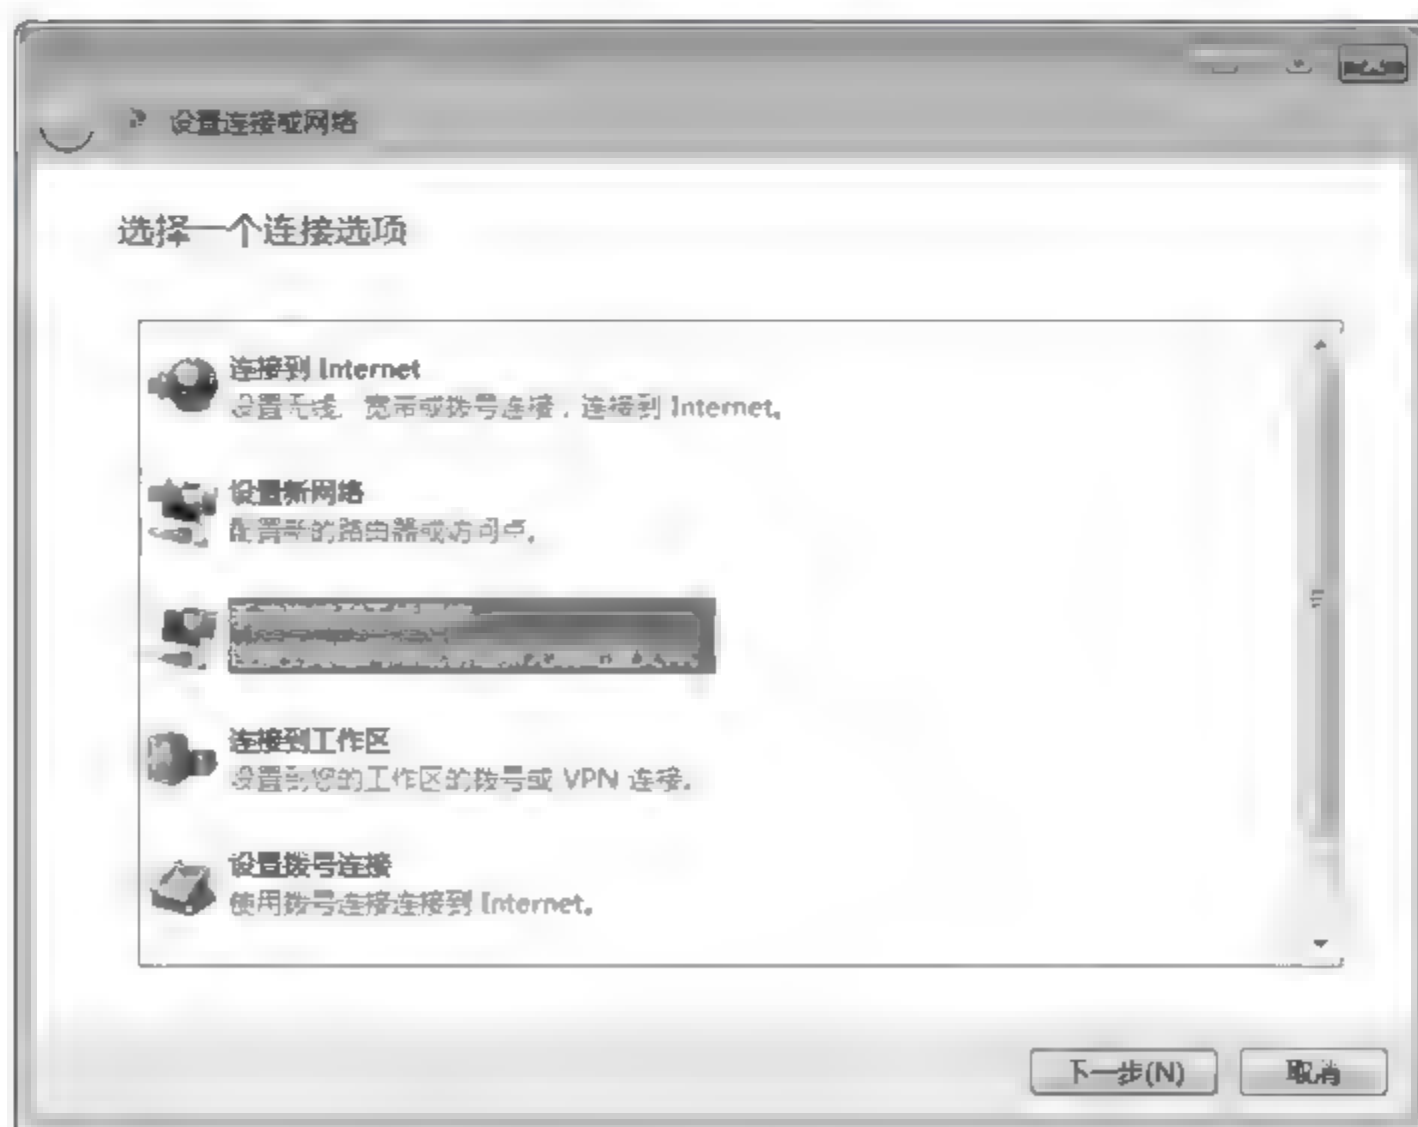 设置连接或网络
选择一个连接选项
连接到 Internet
设置无线、宽带或拨号连接，连接到 Internet。
设置新网络
配置新的路由器或访问点。
连接到工作区
设置到您的工作区的拨号或 VPN 连接。
设置拨号连接
使用拨号连接连接到 Internet。
下一步(N)
取消